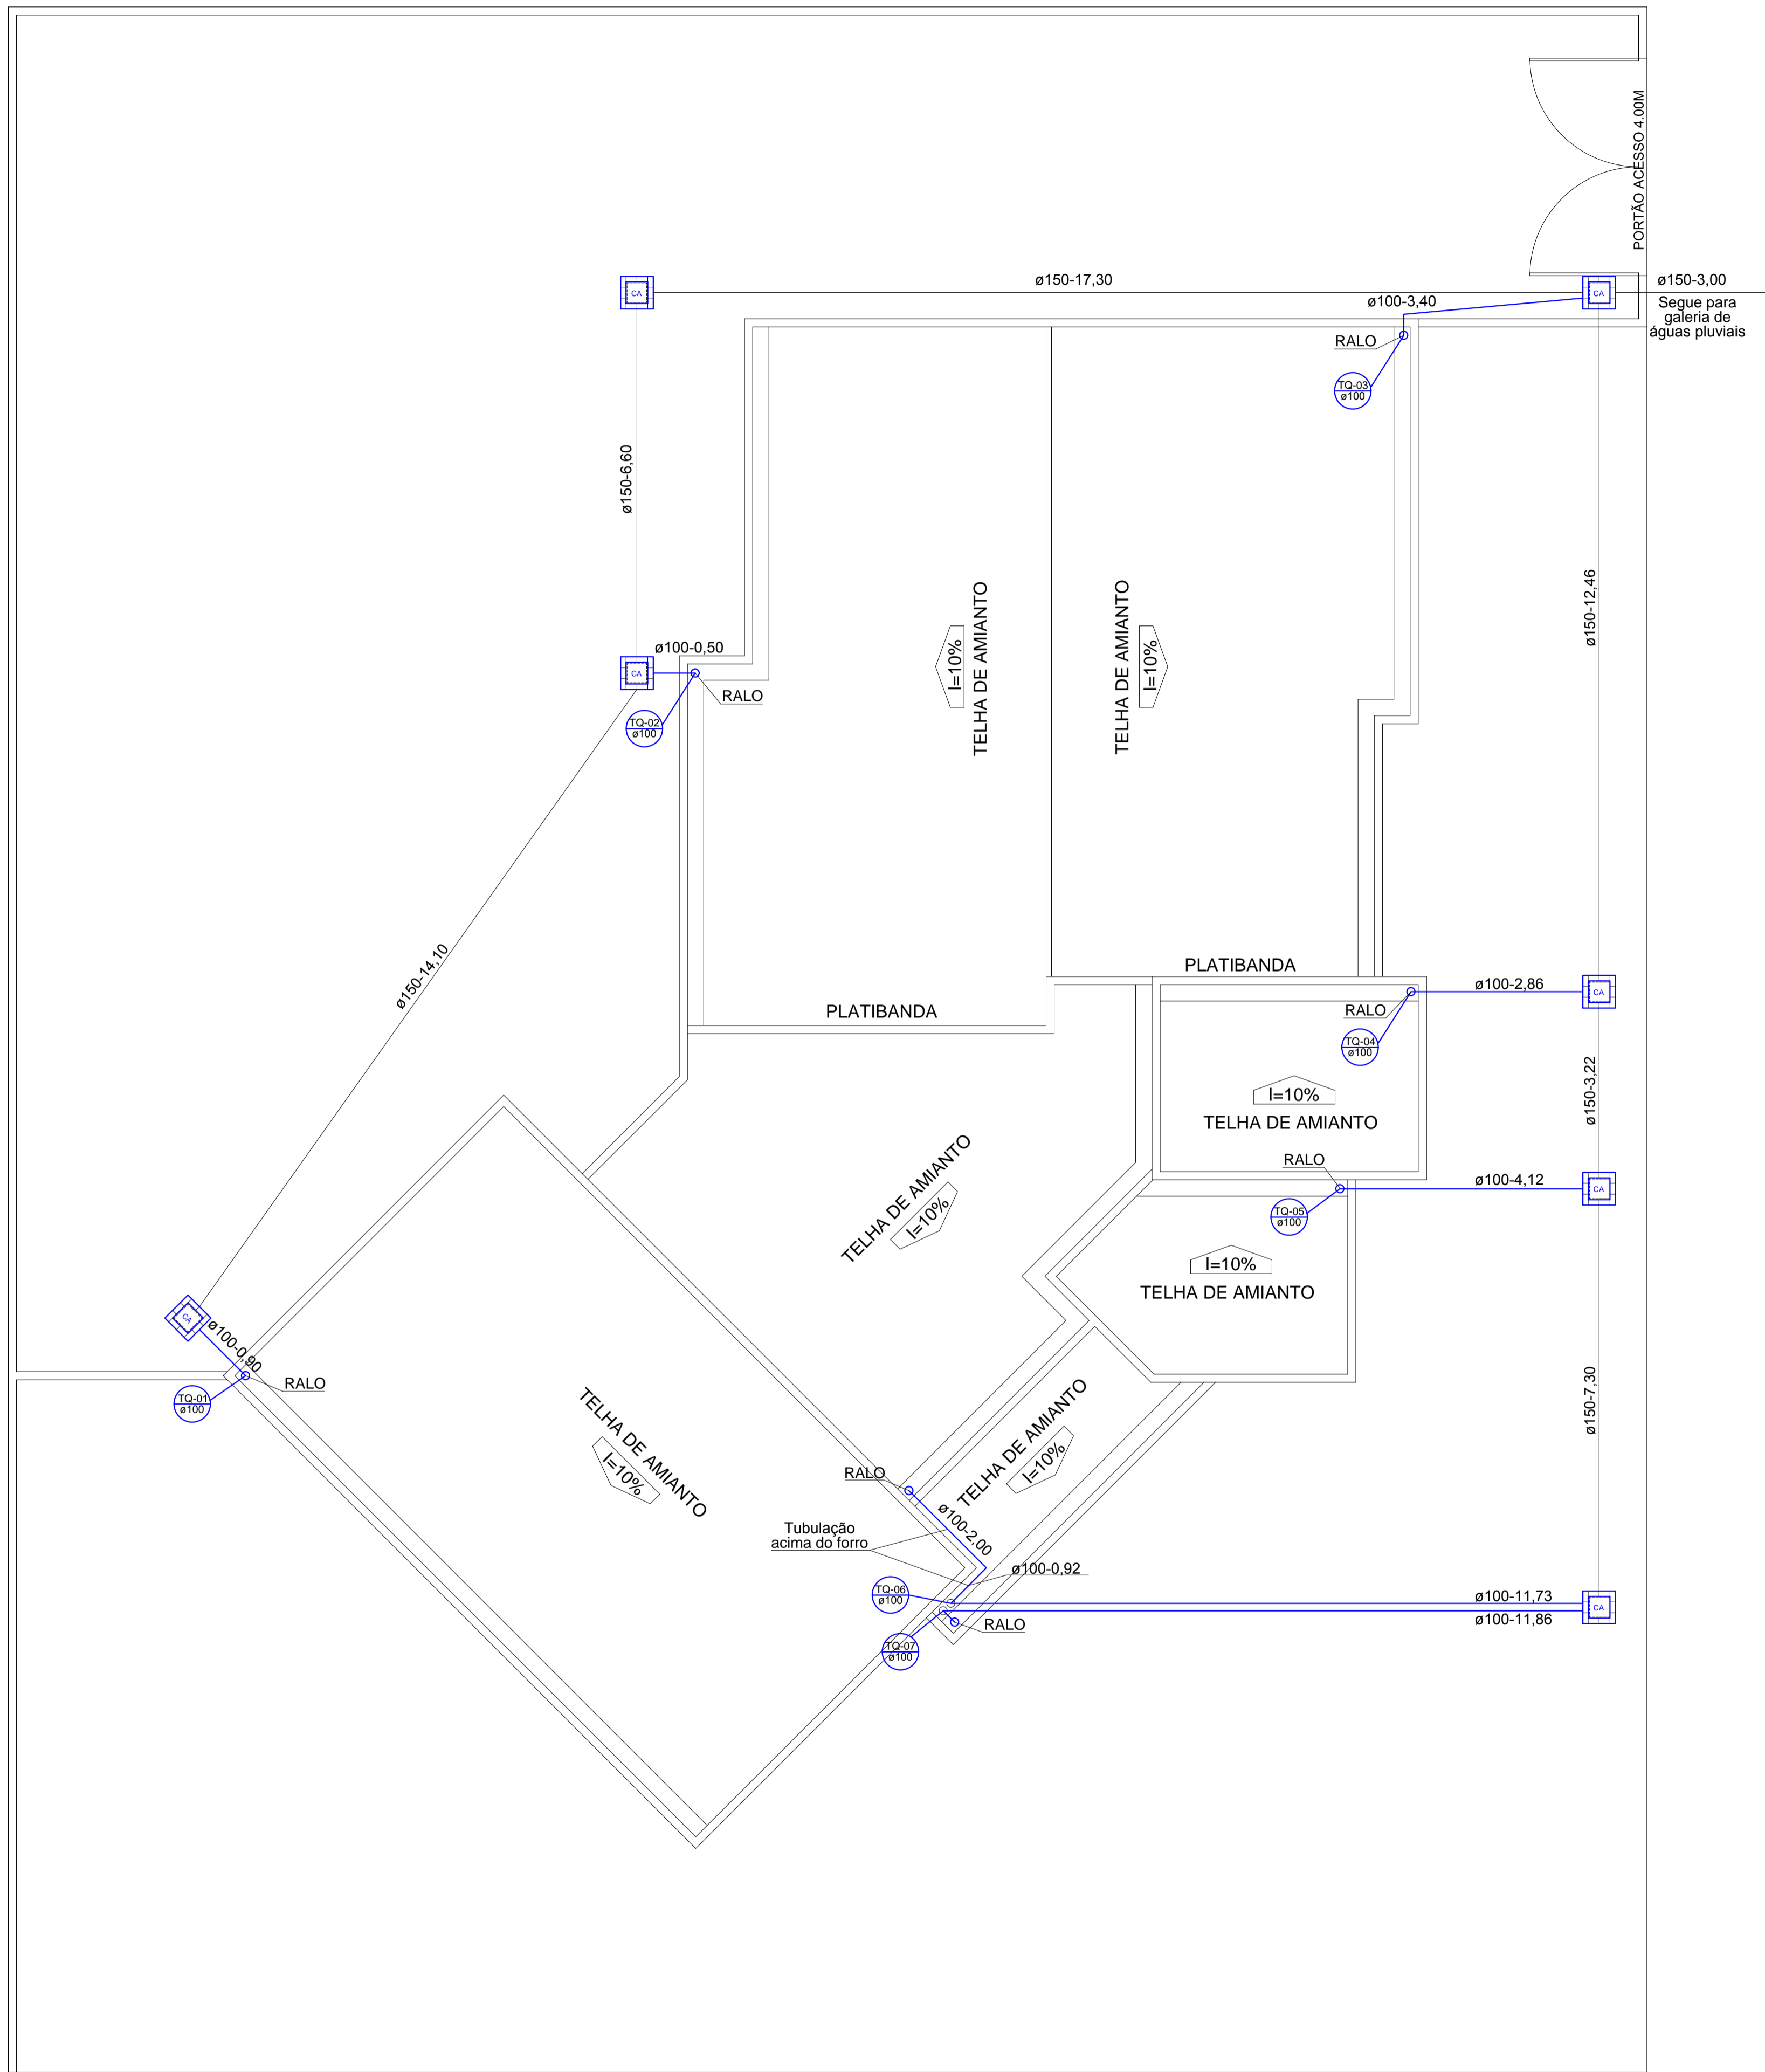 PORTÃO ACESSO 4.00M
CA
ø150-17,30
CA
ø150-3,00
Segue para
galeria de
águas pluviais
ø100-3,40
RALO
TQ-03
ø100
ø150-6,60
ø150-12,46
TELHA DE AMIANTO
I=10%
TELHA DE AMIANTO
I=10%
ø100-0,50
CA
RALO
TQ-02
ø100
ø150-14,10
PLATIBANDA
PLATIBANDA
ø100-2,86
CA
RALO
TQ-04
ø100
ø150-3,22
I=10%
TELHA DE AMIANTO
TELHA DE AMIANTO
I=10%
RALO
ø100-4,12
CA
TQ-05
ø100
I=10%
TELHA DE AMIANTO
CA
ø100-0,90
RALO
TQ-01
ø100
ø150-7,30
TELHA DE AMIANTO
I=10%
TELHA DE AMIANTO
I=10%
RALO
ø100-2,00
Tubulação
acima do forro
ø100-0,92
TQ-06
ø100
ø100-11,73
CA
ø100-11,86
RALO
TQ-07
ø100